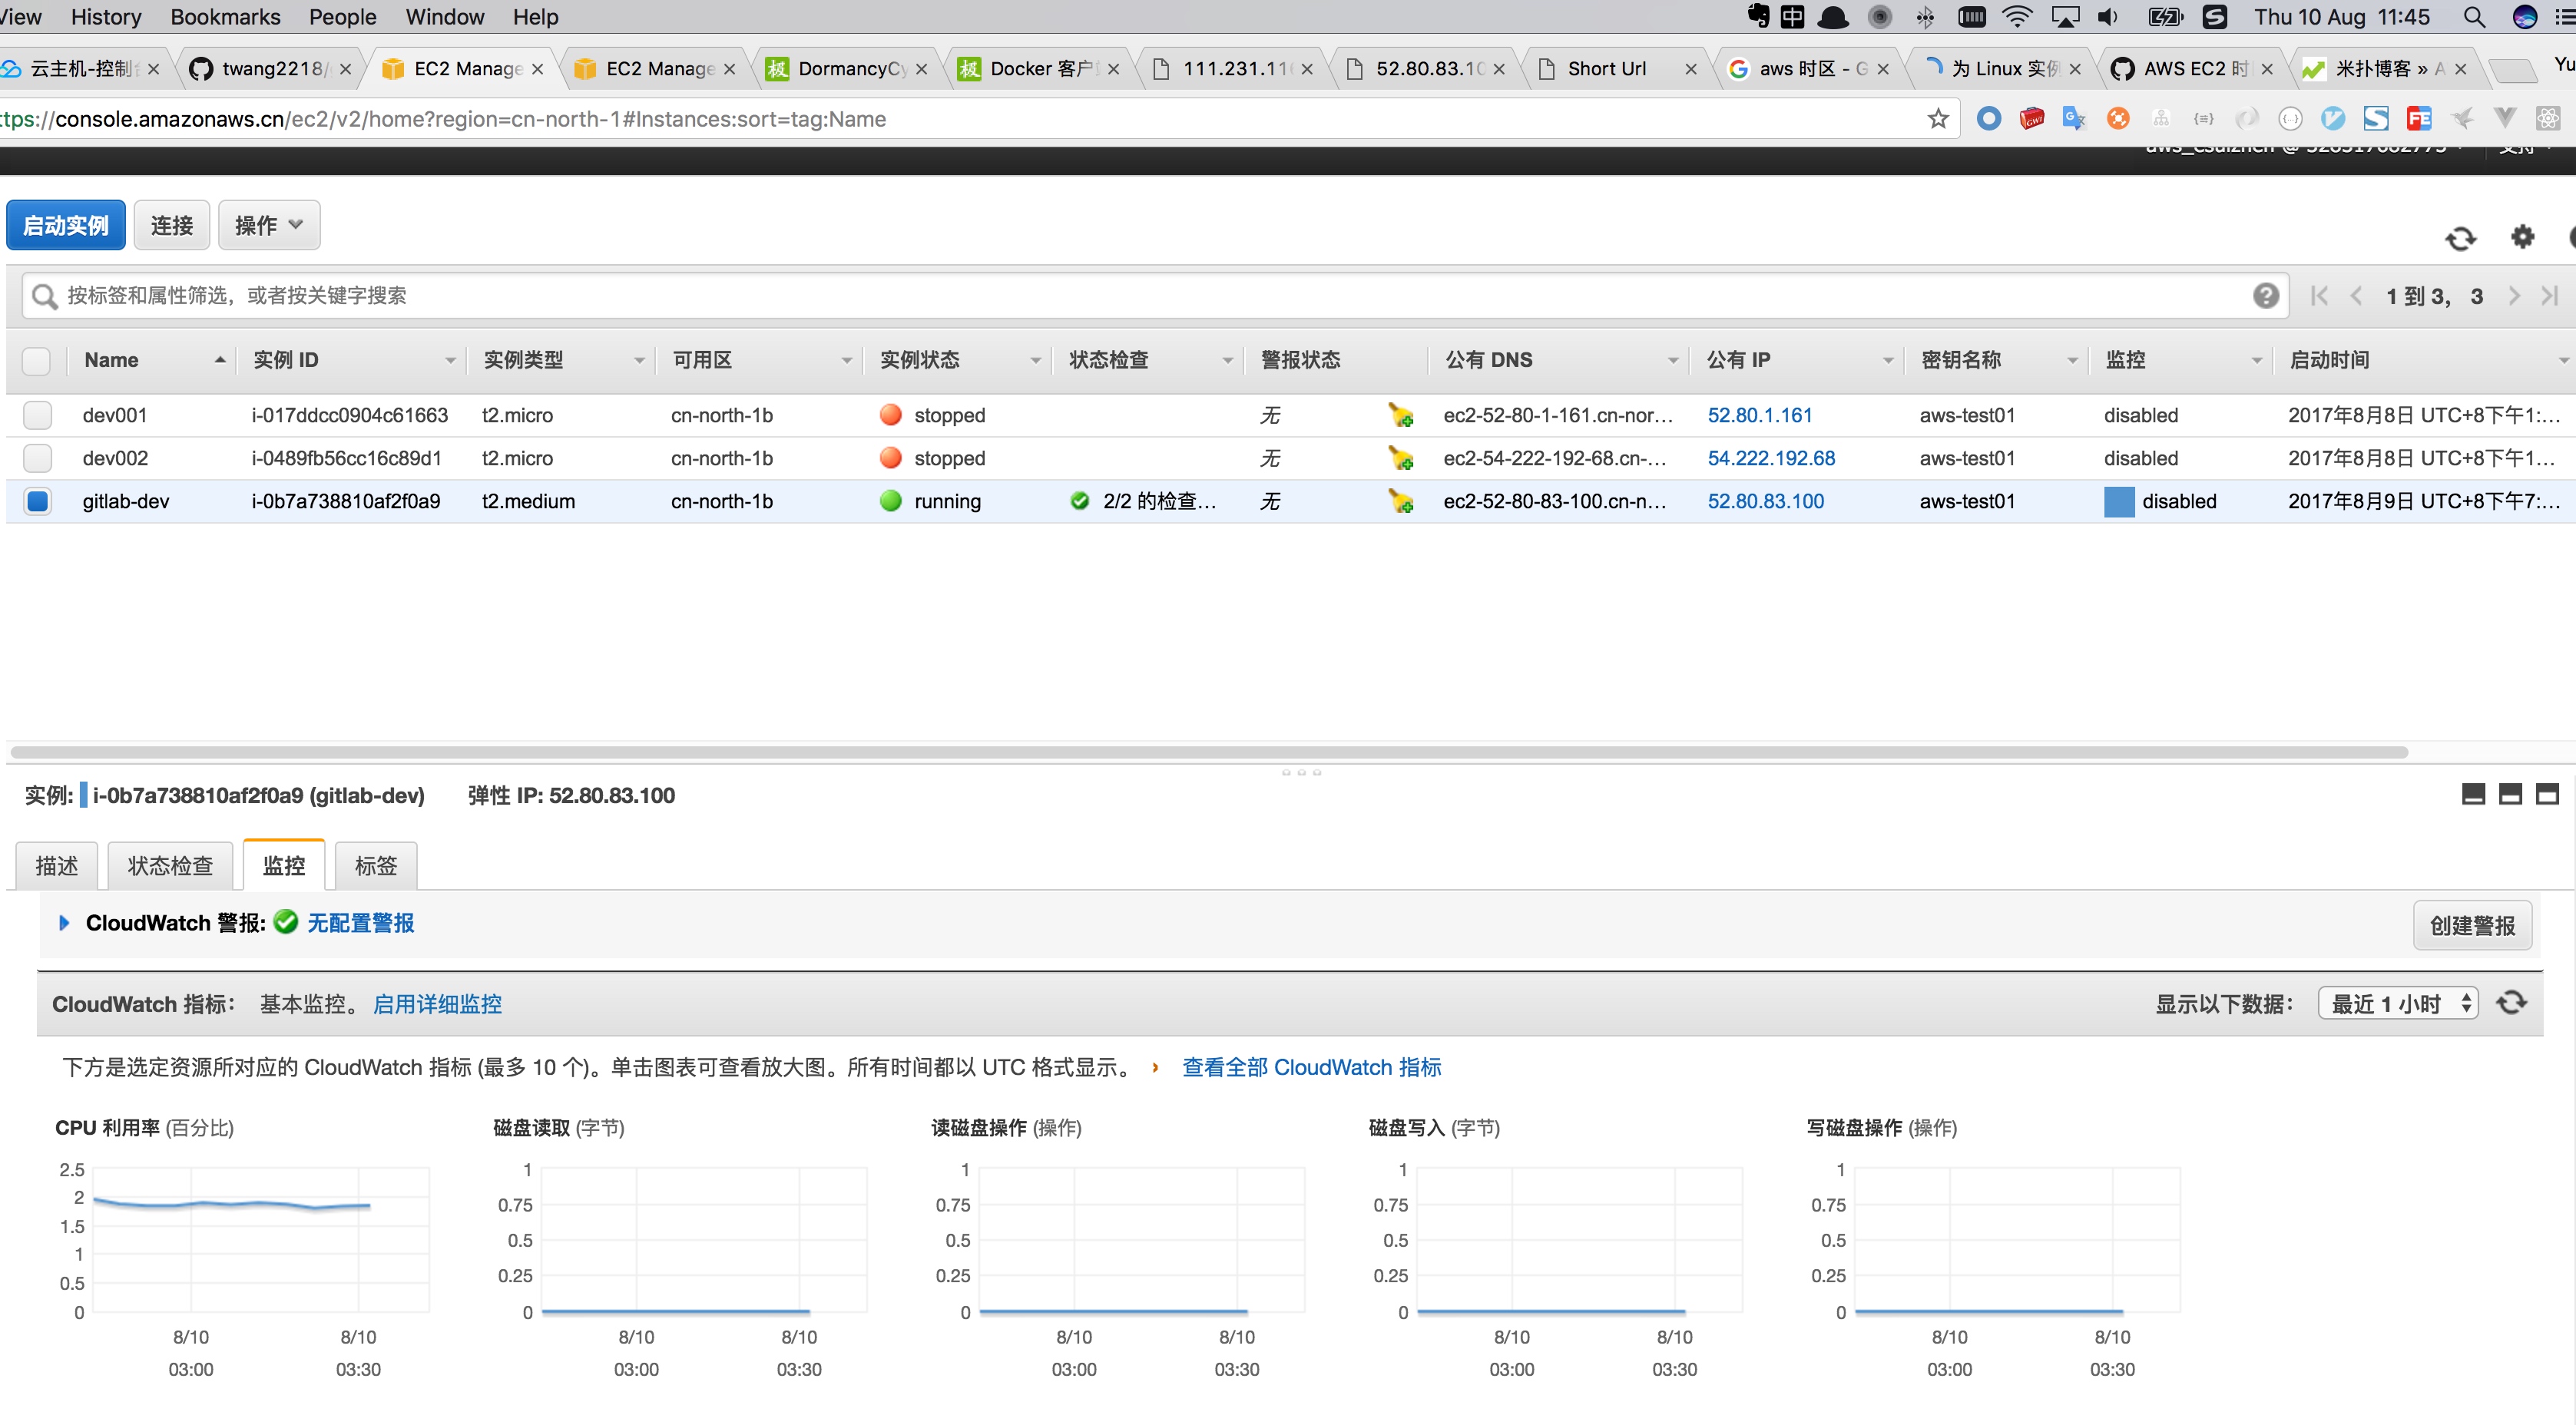 View History Bookmarks People Window Help Thu 10 Aug 11:45
云主机-控制 twang2218/ EC2 Manage EC2 Manage DormancyCy Docker 客户 111.231.11 52.80.83.10 Short Url aws 时区 - G 为 Linux 实例 AWS EC2 时 米扑博客 » A Yu
ttps://console.amazonaws.cn/ec2/v2/home?region=cn-north-1#Instances:sort=tag:Name
支持
启动实例 连接 操作
按标签和属性筛选，或者按关键字搜索 1 到 3， 3
Name 实例 ID 实例类型 可用区 实例状态 状态检查 警报状态 公有 DNS 公有 IP 密钥名称 监控 启动时间
dev001 i-017ddcc0904c61663 t2.micro cn-north-1b stopped 无 ec2-52-80-1-161.cn-nor... 52.80.1.161 aws-test01 disabled 2017年8月8日 UTC+8下午1:...
dev002 i-0489fb56cc16c89d1 t2.micro cn-north-1b stopped 无 ec2-54-222-192-68.cn-... 54.222.192.68 aws-test01 disabled 2017年8月8日 UTC+8下午1...
gitlab-dev i-0b7a738810af2f0a9 t2.medium cn-north-1b running 2/2 的检查... 无 ec2-52-80-83-100.cn-n... 52.80.83.100 aws-test01 disabled 2017年8月9日 UTC+8下午7:...
实例: i-0b7a738810af2f0a9 (gitlab-dev) 弹性 IP: 52.80.83.100
描述 状态检查 监控 标签
CloudWatch 警报: 无配置警报 创建警报
CloudWatch 指标： 基本监控。 启用详细监控 显示以下数据： 最近 1 小时
下方是选定资源所对应的 CloudWatch 指标 (最多 10 个)。单击图表可查看放大图。所有时间都以 UTC 格式显示。 › 查看全部 CloudWatch 指标
CPU 利用率 (百分比) 磁盘读取 (字节) 读磁盘操作 (操作) 磁盘写入 (字节) 写磁盘操作 (操作)
2.5 1 1 1 1
2 0.75 0.75 0.75 0.75
1.5 0.5 0.5 0.5 0.5
1 0.25 0.25 0.25 0.25
0.5
0 0 0 0 0
8/10 8/10 8/10 8/10 8/10 8/10 8/10 8/10 8/10 8/10
03:00 03:30 03:00 03:30 03:00 03:30 03:00 03:30 03:00 03:30